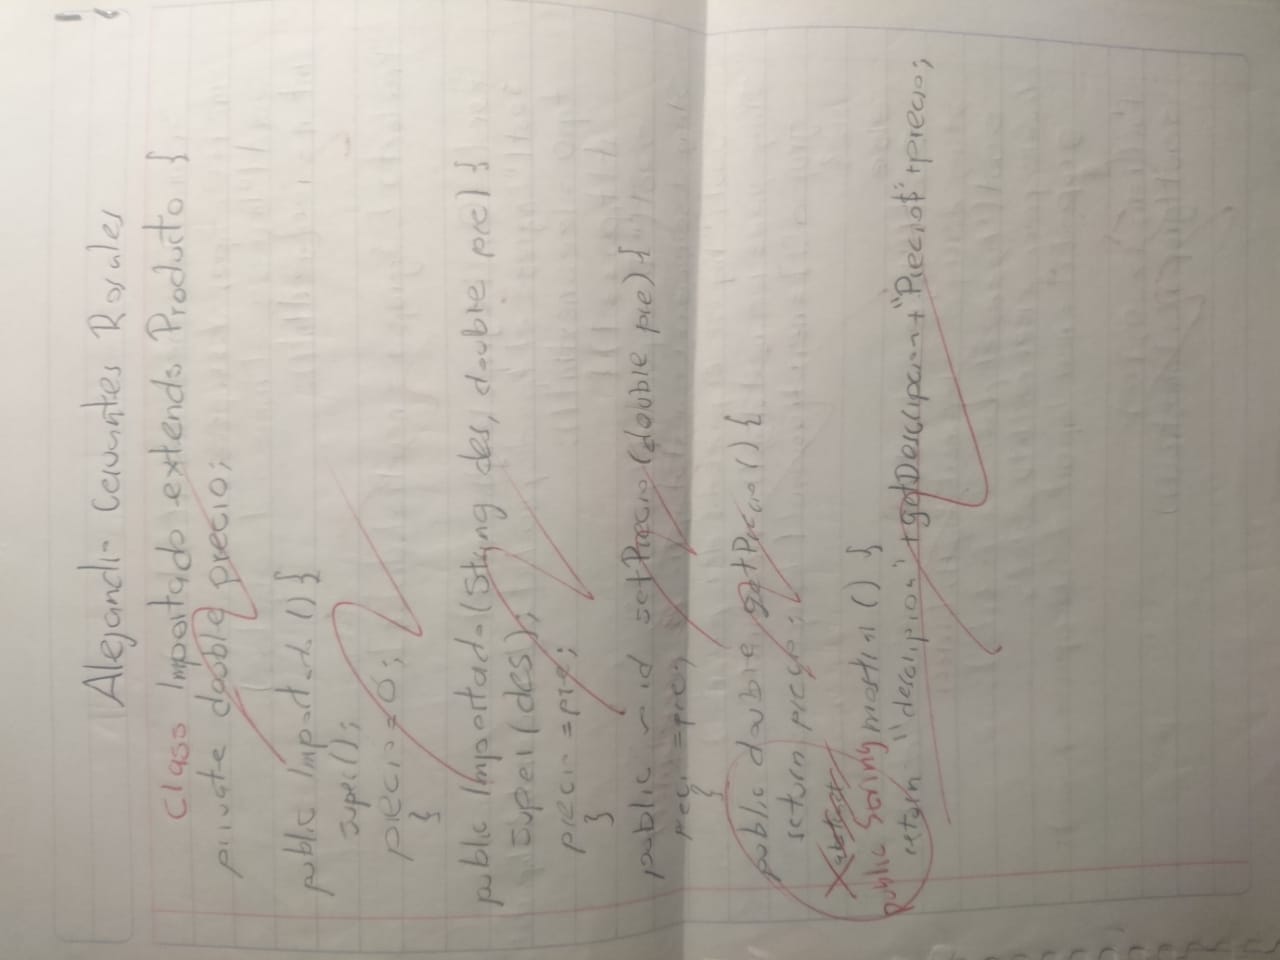 Alejandro Cervantes Rosales
Class Importado extends Producto {
private double precio;
public Importado () {
super();
precio = 0;
}
public Importado (String des, double pre) {
super (des);
precio = pre;
}
public void setPrecio (double pre) {
precio = pre;
}
public double getPrecio () {
return precio;
abstract
public String mostrar () {
return "descripion" + getDescripcion + "Precio$" + precio;